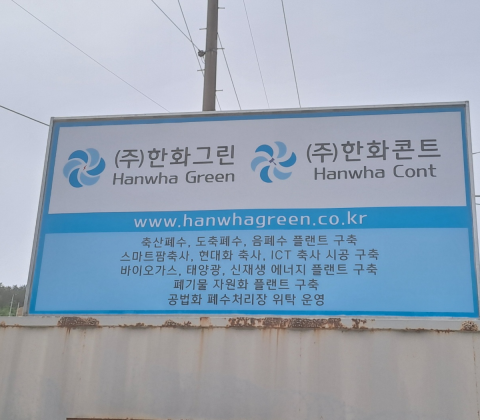 (주)한화그린 (주)한화콘트
Hanwha Green Hanwha Cont
www.hanwhagreen.co.kr
축산폐수, 도축폐수, 음폐수 플랜트 구축
스마트팜축사, 현대화 축사, ICT 축사 시공 구축
바이오가스, 태양광, 신재생 에너지 플랜트 구축
폐기물 자원화 플랜트 구축
공법화 폐수처리장 위탁 운영